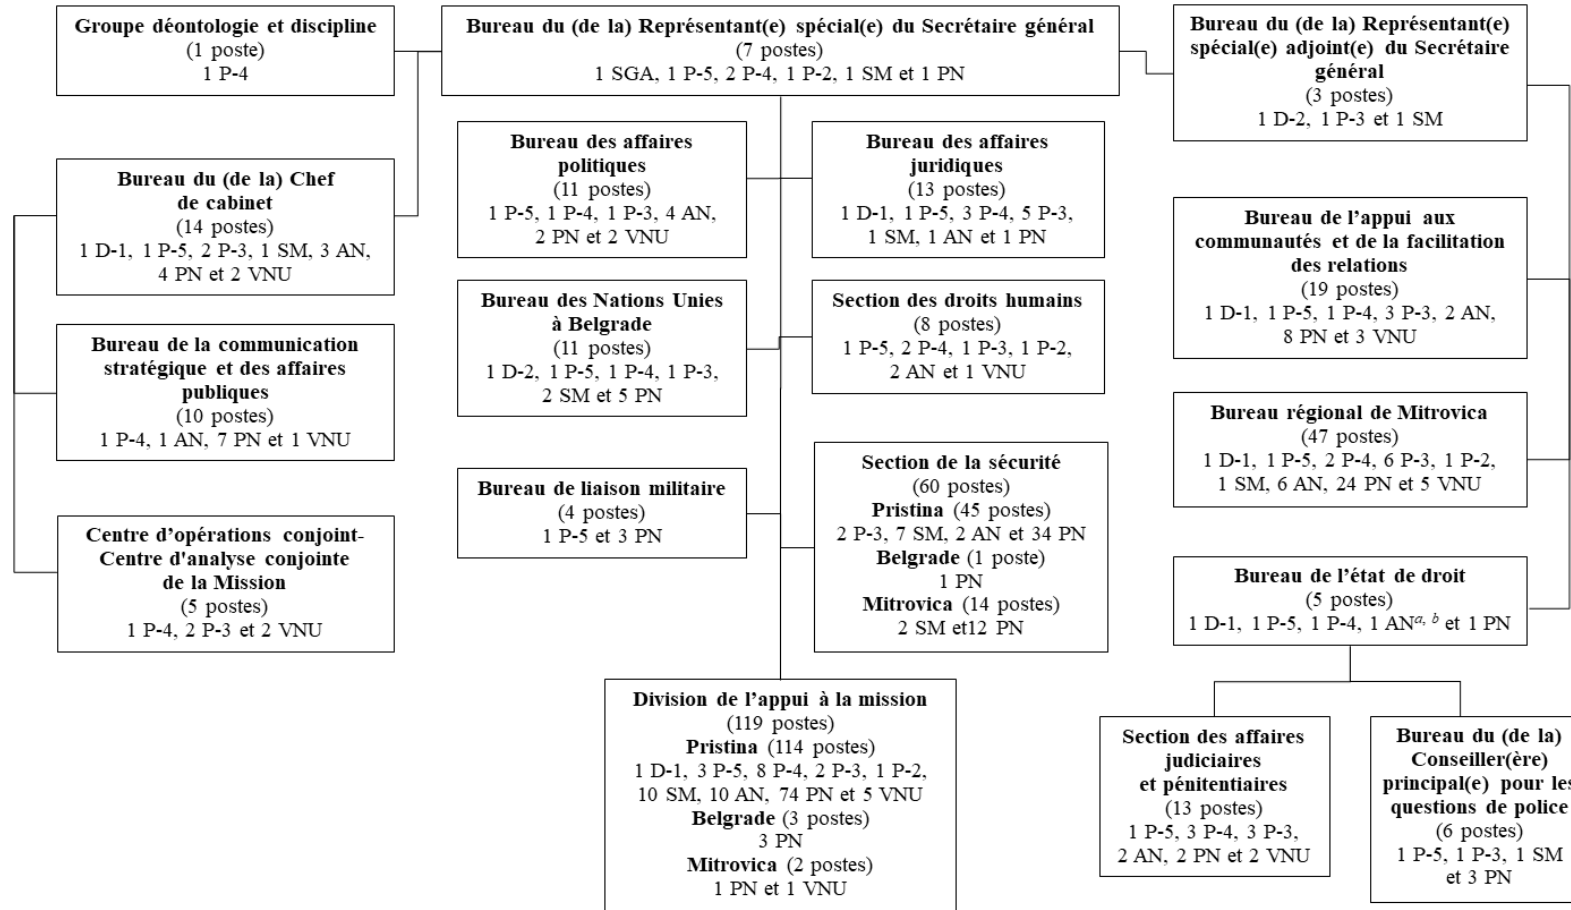 Groupe déontologie et discipline
(1 poste)
1 P-4
Bureau du (de la) Représentant(e) spécial(e) du Secrétaire général
(7 postes)
1 SGA, 1 P-5, 2 P-4, 1 P-2, 1 SM et 1 PN
Bureau du (de la) Représentant(e)
spécial(e) adjoint(e) du Secrétaire
général
(3 postes)
1 D-2, 1 P-3 et 1 SM
Bureau du (de la) Chef
de cabinet
(14 postes)
1 D-1, 1 P-5, 2 P-3, 1 SM, 3 AN,
4 PN et 2 VNU
Bureau de la communication
stratégique et des affaires
publiques
(10 postes)
1 P-4, 1 AN, 7 PN et 1 VNU
Centre d'opérations conjoint-
Centre d'analyse conjointe
de la Mission
(5 postes)
1 P-4, 2 P-3 et 2 VNU
Bureau des affaires
politiques
(11 postes)
1 P-5, 1 P-4, 1 P-3, 4 AN,
2 PN et 2 VNU
Bureau des affaires
juridiques
(13 postes)
1 D-1, 1 P-5, 3 P-4, 5 P-3,
1 SM, 1 AN et 1 PN
Bureau des Nations Unies
à Belgrade
(11 postes)
1 D-2, 1 P-5, 1 P-4, 1 P-3,
2 SM et 5 PN
Section des droits humains
(8 postes)
1 P-5, 2 P-4, 1 P-3, 1 P-2,
2 AN et 1 VNU
Bureau de liaison militaire
(4 postes)
1 P-5 et 3 PN
Section de la sécurité
(60 postes)
Pristina (45 postes)
2 P-3, 7 SM, 2 AN et 34 PN
Belgrade (1 poste)
1 PN
Mitrovica (14 postes)
2 SM et12 PN
Division de l'appui à la mission
(119 postes)
Pristina (114 postes)
1 D-1, 3 P-5, 8 P-4, 2 P-3, 1 P-2,
10 SM, 10 AN, 74 PN et 5 VNU
Belgrade (3 postes)
3 PN
Mitrovica (2 postes)
1 PN et 1 VNU
Bureau de l'appui aux
communautés et de la facilitation
des relations
(19 postes)
1 D-1, 1 P-5, 1 P-4, 3 P-3, 2 AN,
8 PN et 3 VNU
Bureau régional de Mitrovica
(47 postes)
1 D-1, 1 P-5, 2 P-4, 6 P-3, 1 P-2,
1 SM, 6 AN, 24 PN et 5 VNU
Bureau de l'état de droit
(5 postes)
1 D-1, 1 P-5, 1 P-4, 1 AN<sup>a, b</sup> et 1 PN
Section des affaires
judiciaires
et pénitentiaires
(13 postes)
1 P-5, 3 P-4, 3 P-3,
2 AN, 2 PN et 2 VNU
Bureau du (de la)
Conseiller(ère)
principal(e) pour les
questions de police
(6 postes)
1 P-5, 1 P-3, 1 SM
et 3 PN